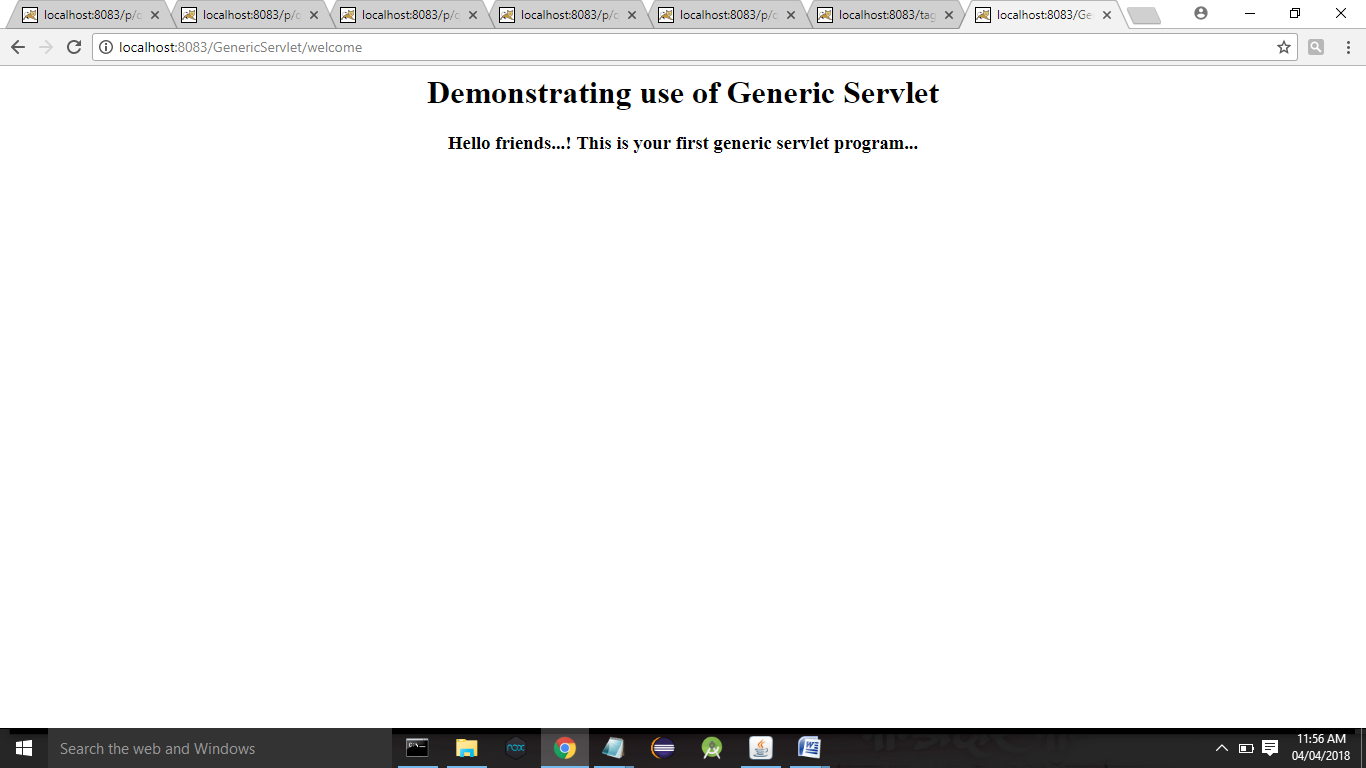 localhost:8083/p/c
localhost:8083/p/c
localhost:8083/p/c
localhost:8083/p/c
localhost:8083/p/c
localhost:8083/tag
localhost:8083/Ge
localhost:8083/GenericServlet/welcome
Demonstrating use of Generic Servlet
Hello friends...! This is your first generic servlet program...
Search the web and Windows
nox
11:56 AM
04/04/2018